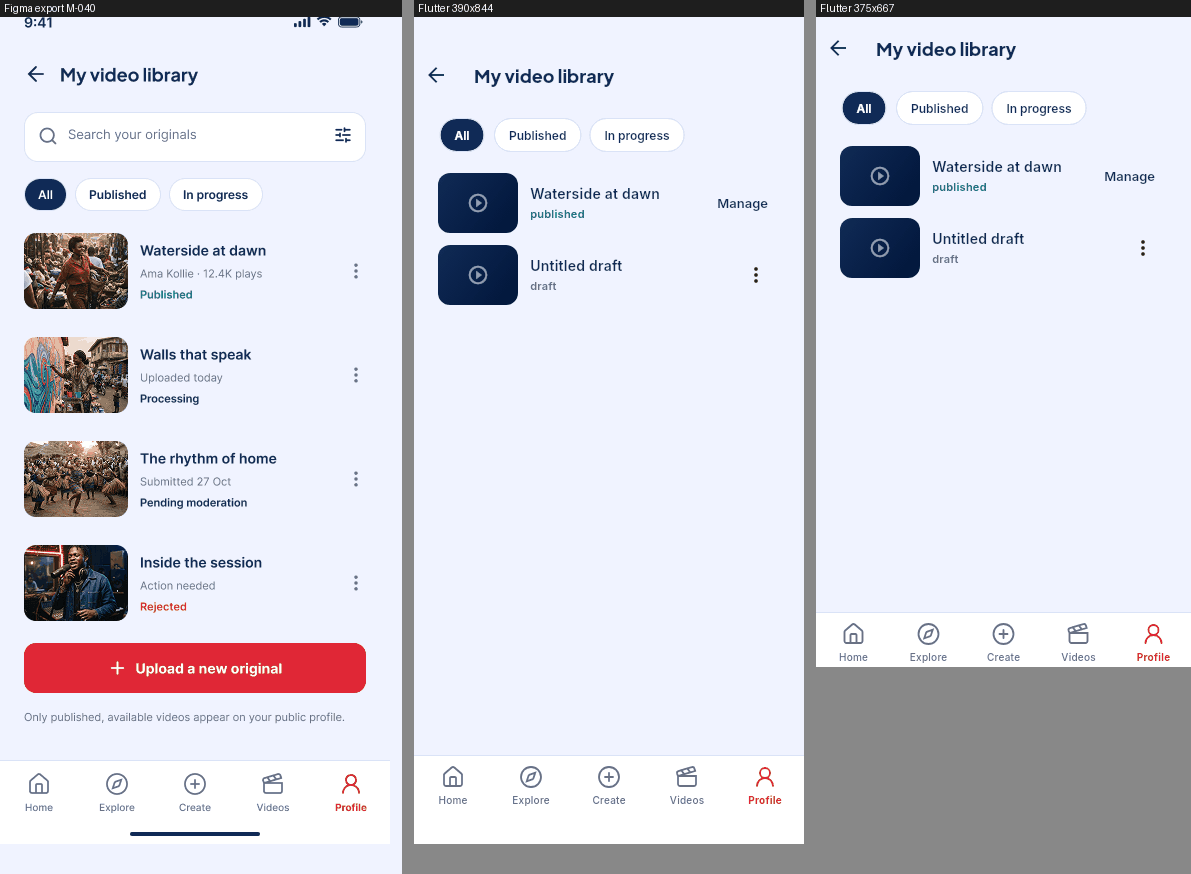 Figma export M-040
9:41
My video library
Search your originals
All
Published
In progress
Waterside at dawn
Ama Kollie · 12.4K plays
Published
Walls that speak
Uploaded today
Processing
The rhythm of home
Submitted 27 Oct
Pending moderation
Inside the session
Action needed
Rejected
Upload a new original
Only published, available videos appear on your public profile.
Home
Explore
Create
Videos
Profile
Flutter 390x844
My video library
All
Published
In progress
Waterside at dawn
published
Manage
Untitled draft
draft
Home
Explore
Create
Videos
Profile
Flutter 375x667
My video library
All
Published
In progress
Waterside at dawn
published
Manage
Untitled draft
draft
Home
Explore
Create
Videos
Profile